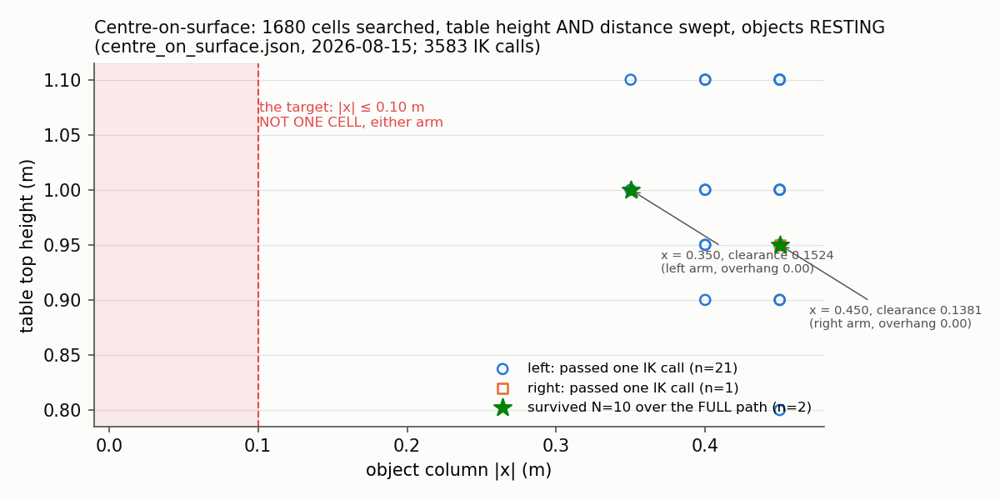 Centre-on-surface: 1680 cells searched, table height AND distance swept, objects RESTING
(centre_on_surface.json, 2026-08-15; 3583 IK calls)
1.10
the target: |x| ≤ 0.10 m
NOT ONE CELL, either arm
1.05
1.00
0.95
x = 0.350, clearance 0.1524
(left arm, overhang 0.00)
0.90
x = 0.450, clearance 0.1381
(right arm, overhang 0.00)
0.85
left: passed one IK call (n=21)
right: passed one IK call (n=1)
survived N=10 over the FULL path (n=2)
0.80
table top height (m)
0.0 0.1 0.2 0.3 0.4
object column |x| (m)